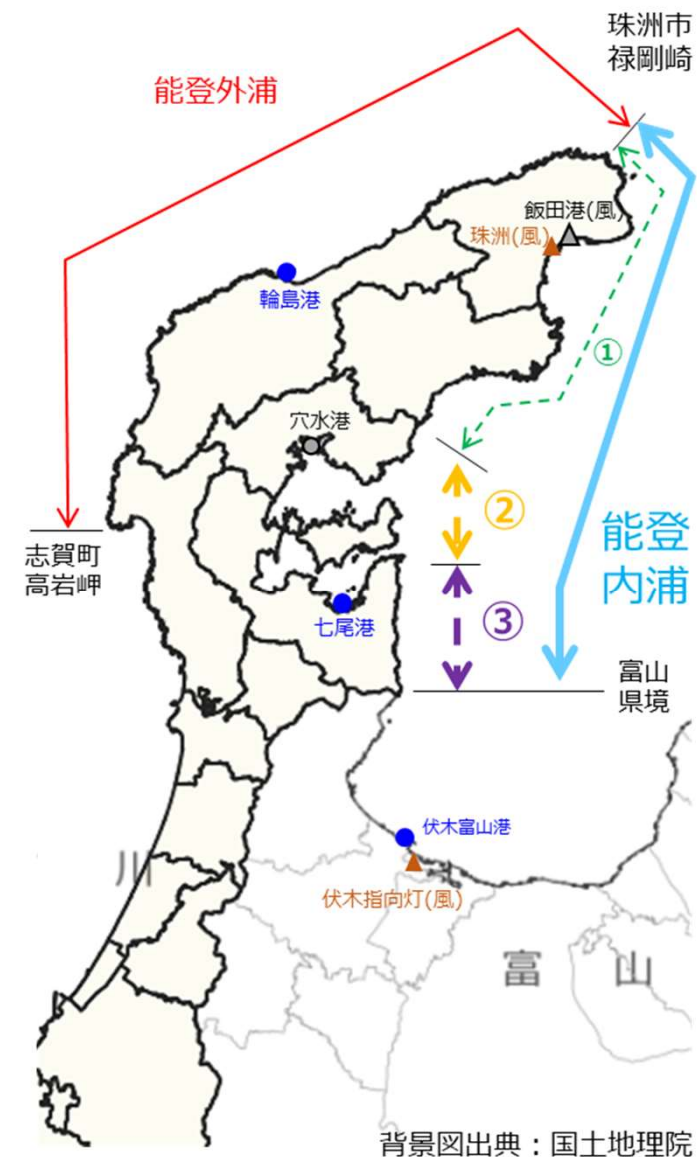 珠洲市
禄剛崎
能登外浦
飯田港(風)
珠洲(風)
輪島港
①
穴水港
②
能登
内浦
志賀町
高岩岬
七尾港
③
富山
県境
伏木富山港
川
伏木指向灯(風)
富 山
背景図出典：国土地理院